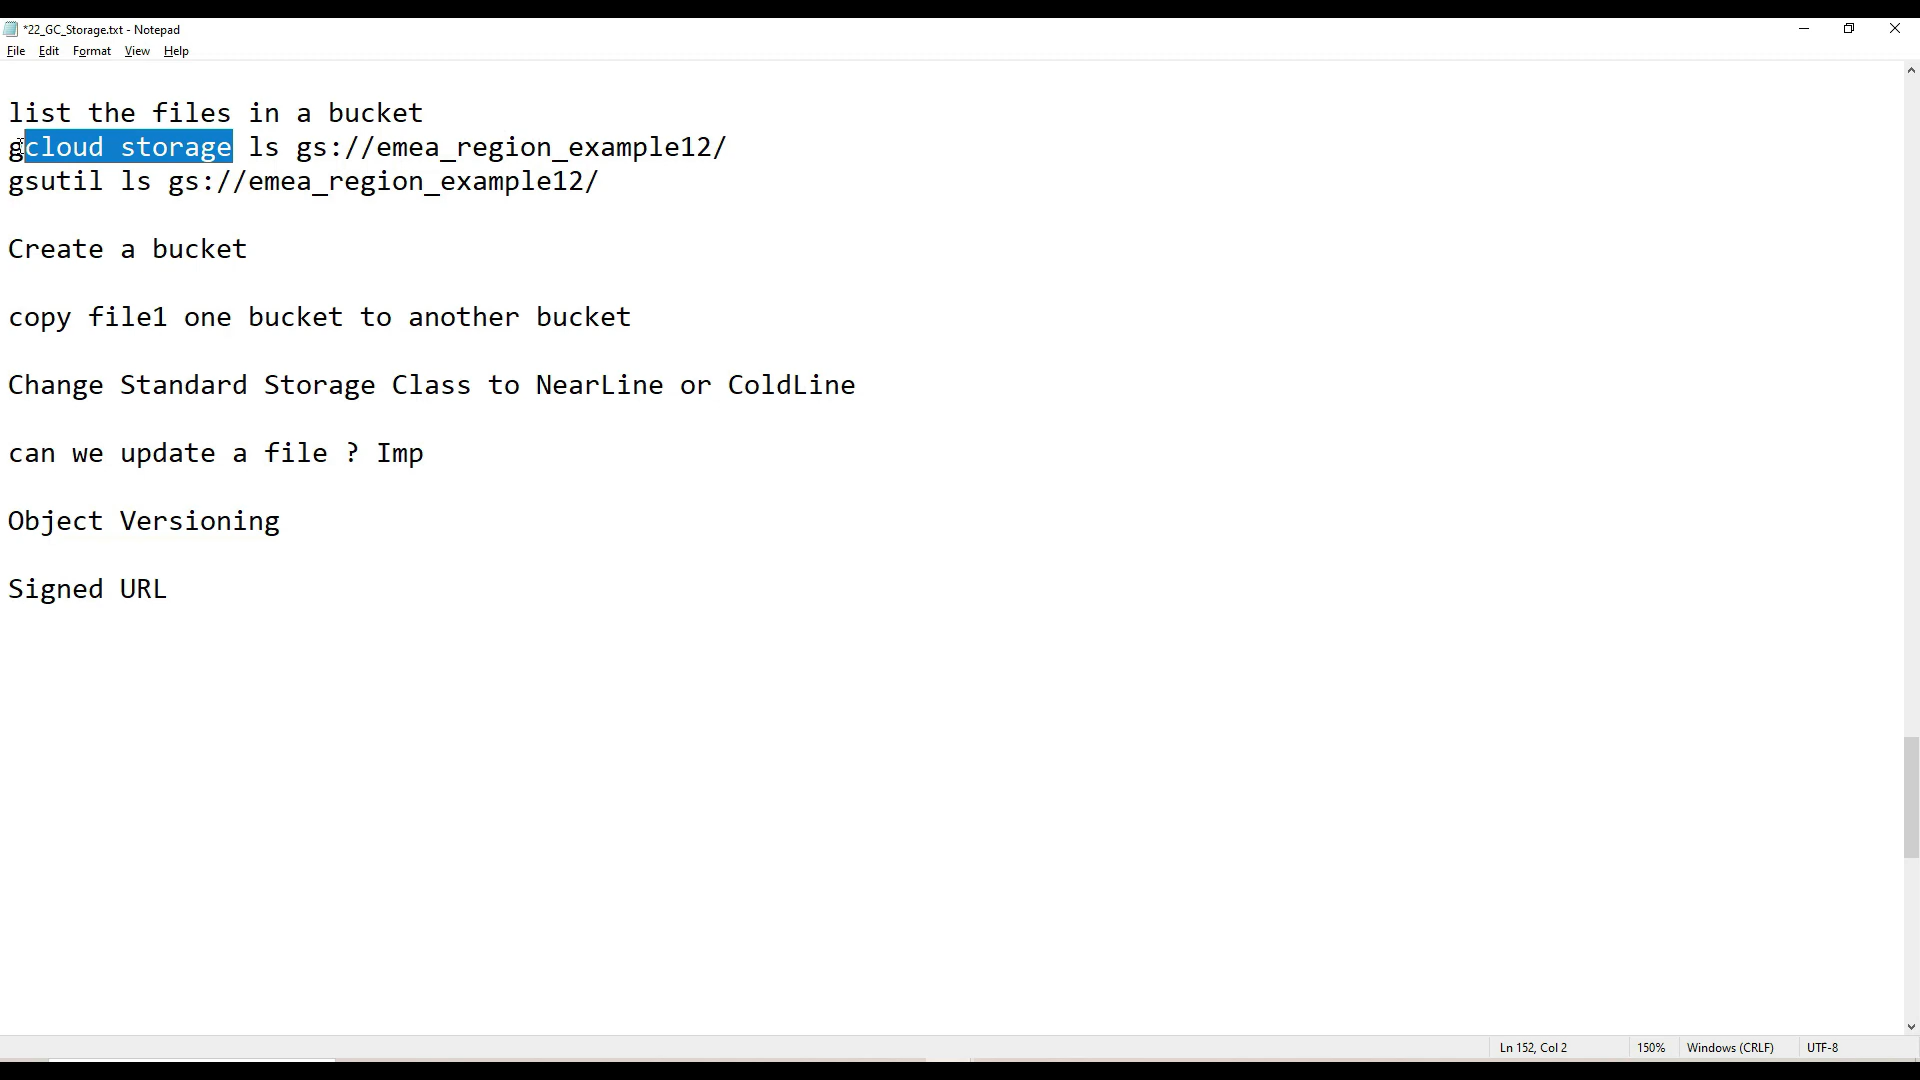 *22_GC_Storage.txt - Notepad
File Edit Format View Help
list the files in a bucket
gcloud storage ls gs://emea_region_example12/
gsutil ls gs://emea_region_example12/
Create a bucket
copy file1 one bucket to another bucket
Change Standard Storage Class to NearLine or ColdLine
can we update a file ? Imp
Object Versioning
Signed URL
Ln 152, Col 2 150% Windows (CRLF) UTF-8